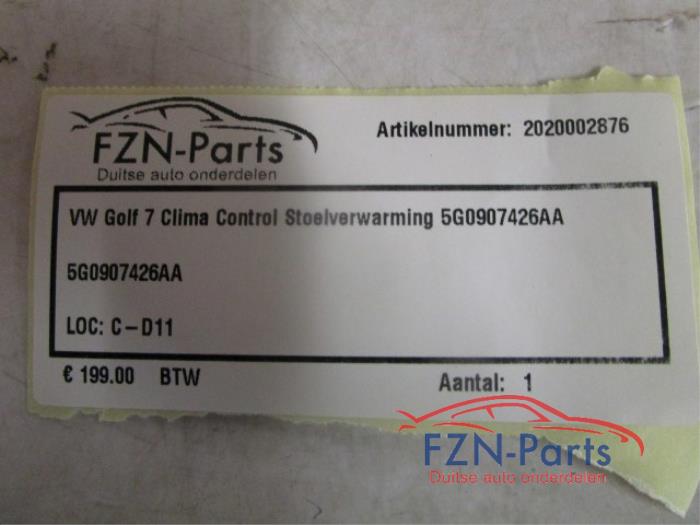 FZN-Parts
Duitse auto onderdelen
Artikelnummer: 2020002876
VW Golf 7 Clima Control Stoelverwarming 5G0907426AA
5G0907426AA
LOC: C-D11
€ 199.00 BTW
Aantal: 1
FZN-Parts
Duitse auto onderdelen